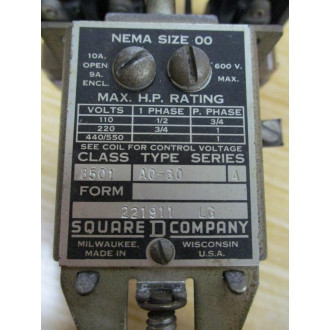 NEMA SIZE 00
10A. OPEN 9A. ENCL.
600 V. MAX.
MAX. H.P. RATING
VOLTS 1 PHASE P. PHASE
110 1/2 3/4
220 3/4 1
440/550 1
SEE COIL FOR CONTROL VOLTAGE
CLASS TYPE SERIES
8501 AO-30 A
FORM
221911 LG
SQUARE D COMPANY
MILWAUKEE, WISCONSIN
MADE IN U.S.A.